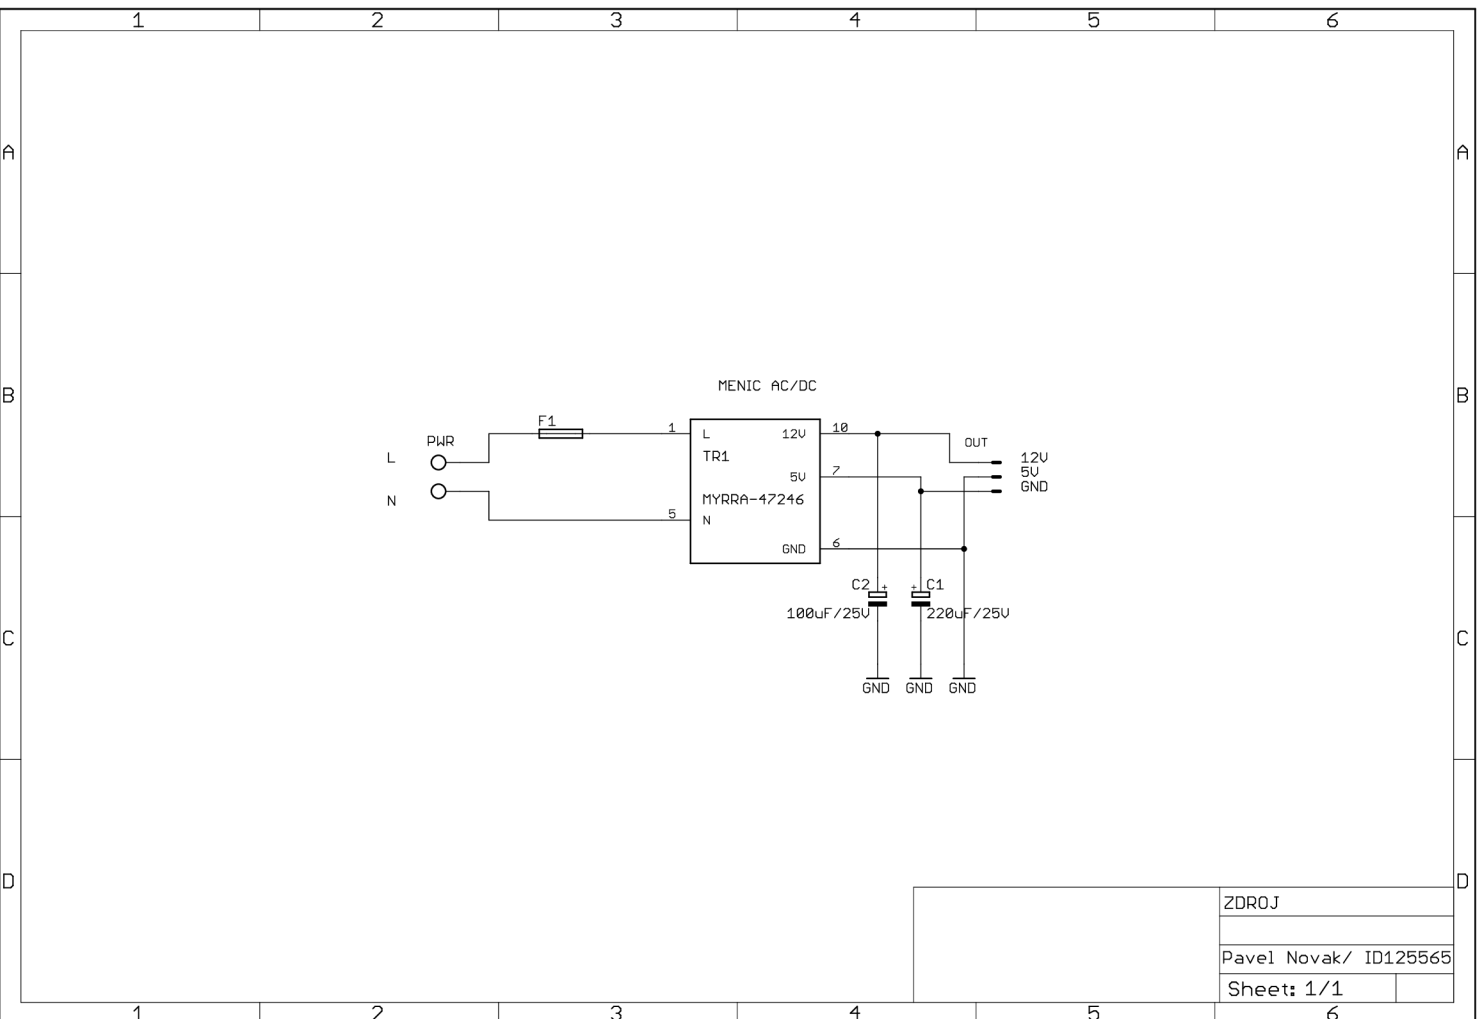 1 2 3 4 5 6
A A
MENIC AC/DC
B B
F1
PWR
L
N
1 L 12V 10
TR1
5V 7
MYRRA-47246
5 N
GND 6
OUT
12V
5V
GND
C2 + + C1
100uF/25V 220uF/25V
C C
GND GND GND
D D
ZDROJ
Pavel Novak/ ID125565
Sheet: 1/1
1 2 3 4 5 6